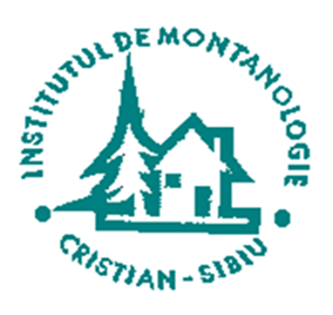 INSTITUTUL DE MONTANOLOGIE
CRISTIAN - SIBIU